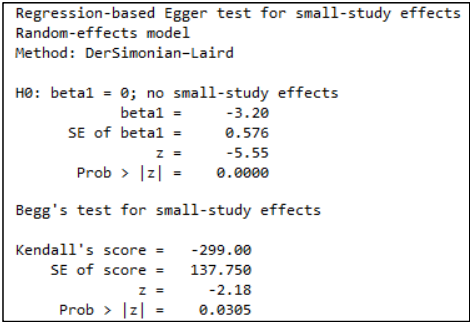 Regression-based Egger test for small-study effects
Random-effects model
Method: DerSimonian–Laird
H0: beta1 = 0; no small-study effects
beta1 = -3.20
SE of beta1 = 0.576
z = -5.55
Prob > |z| = 0.0000
Begg's test for small-study effects
Kendall's score = -299.00
SE of score = 137.750
z = -2.18
Prob > |z| = 0.0305